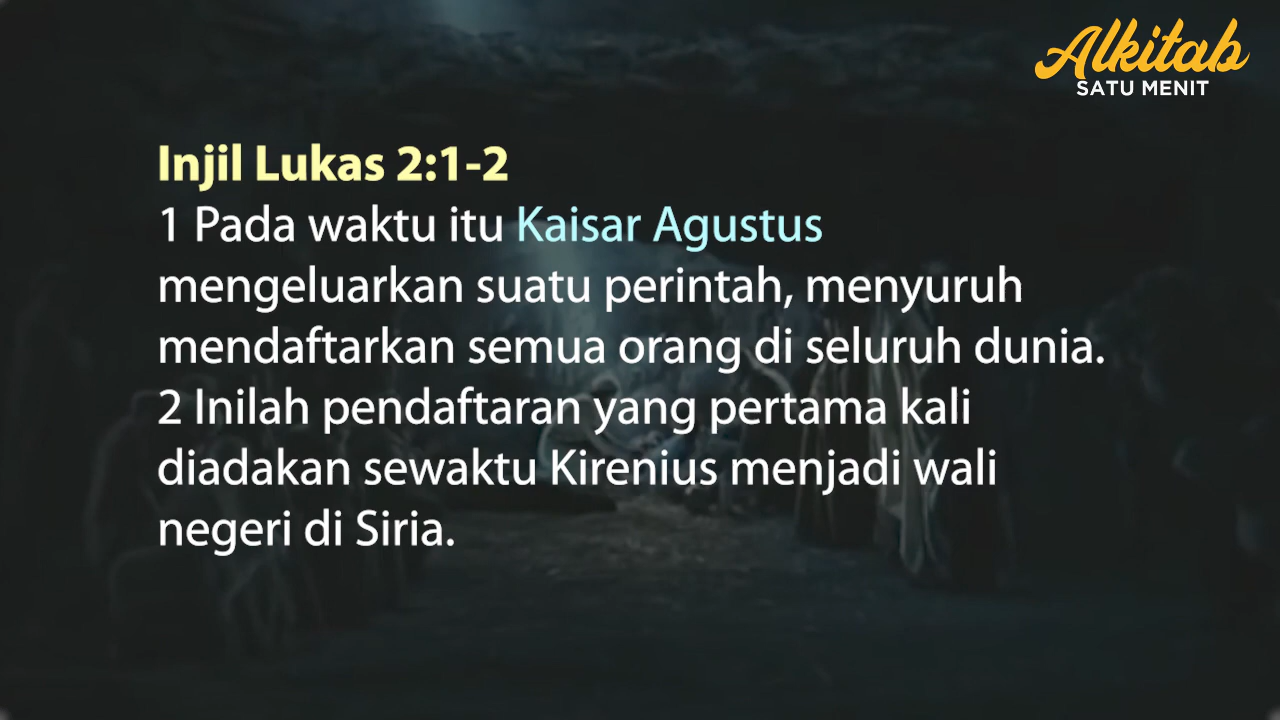 Alkitab
SATU MENIT
Injil Lukas 2:1-2
1 Pada waktu itu Kaisar Agustus
mengeluarkan suatu perintah, menyuruh
mendaftarkan semua orang di seluruh dunia.
2 Inilah pendaftaran yang pertama kali
diadakan sewaktu Kirenius menjadi wali
negeri di Siria.